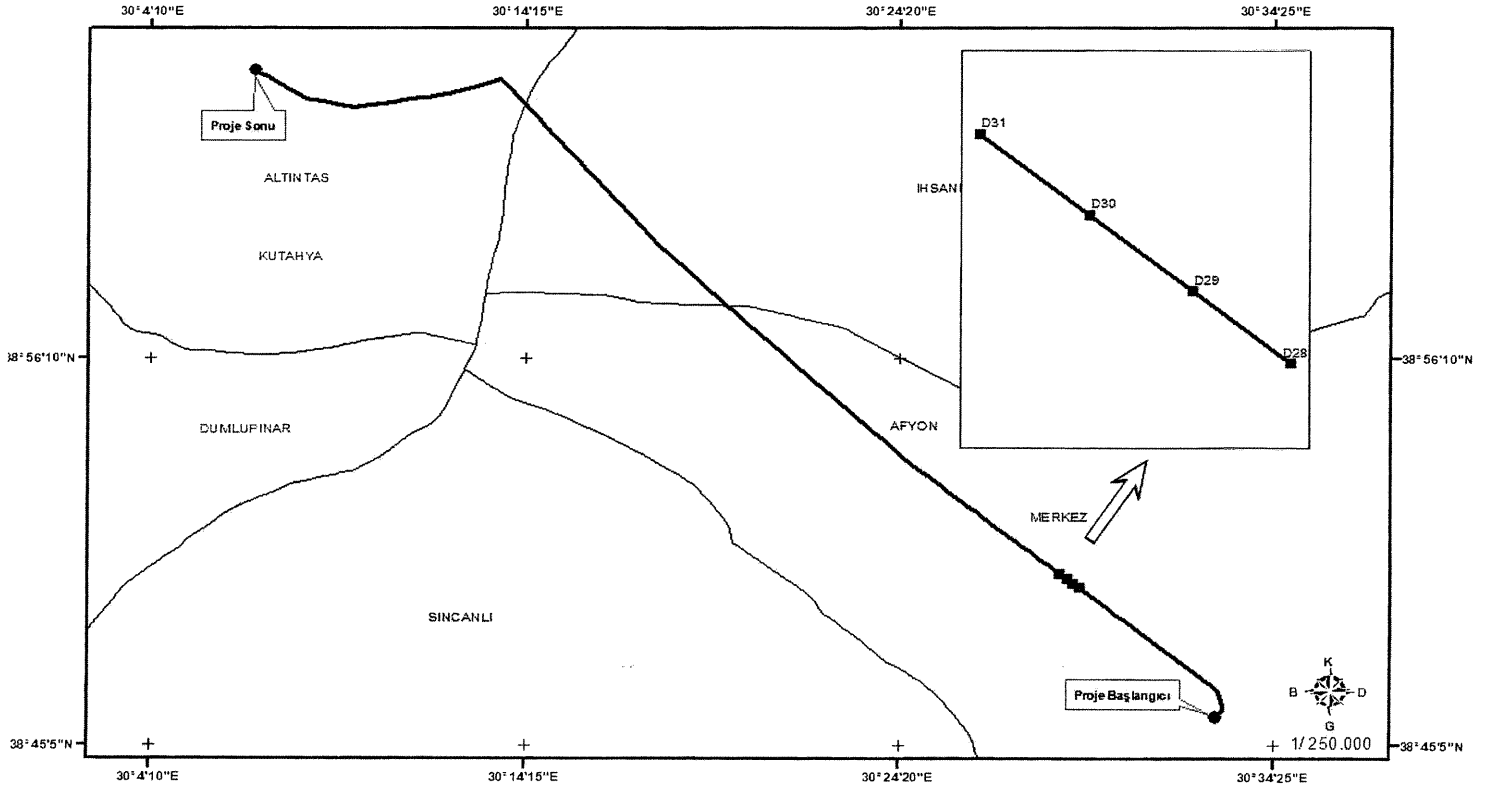 30°4'10"E
30°14'15"E
30°24'20"E
30°34'25"E
Proje Sonu
D31
ALTINTAS
IHSANI
D30
KUTAHYA
D29
38°56'10"N
D28
38°56'10"N
DUMLUPINAR
AFYON
MERKEZ
SINCANLI
K
Proje Başlangıcı
B
D
G
38°45'5"N
1/250.000
38°45'5"N
30°4'10"E
30°14'15"E
30°24'20"E
30°34'25"E